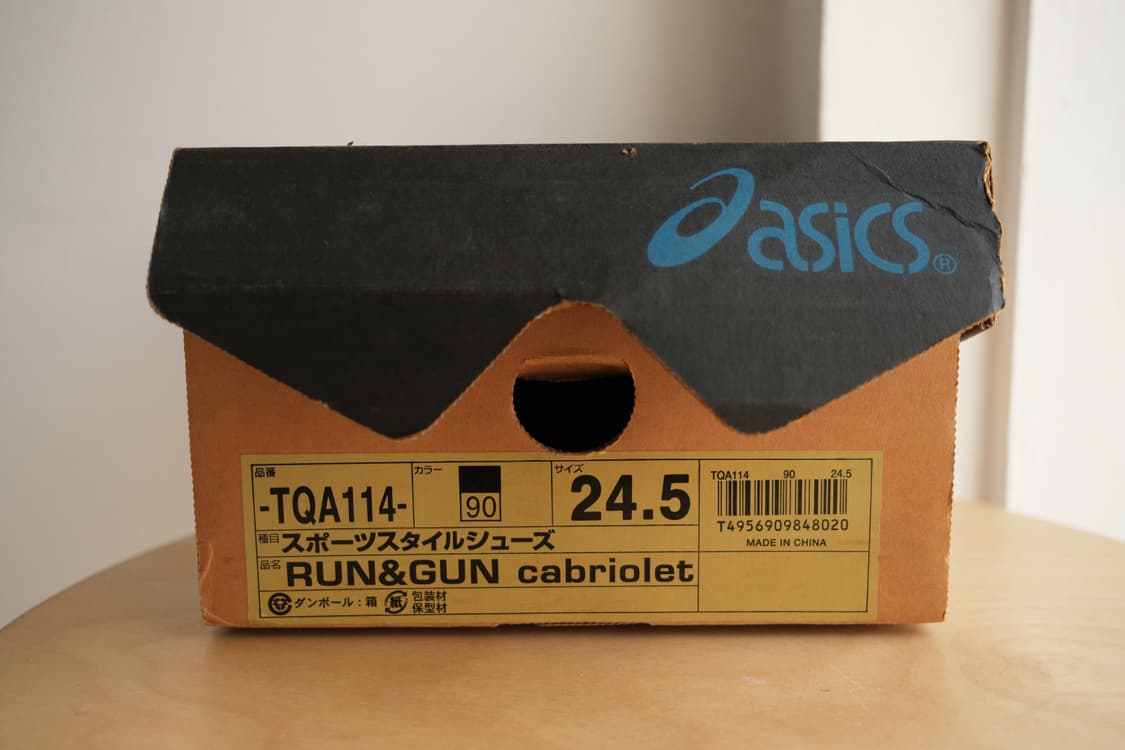 asics®
品番 カラー サイズ
-TQA114- 90 24.5
種目 スポーツスタイルシューズ
品名 RUN&GUN cabriolet
ダンボール：箱 紙 包装材
保型材
TQA114 90 24.5
T4956909848020
MADE IN CHINA